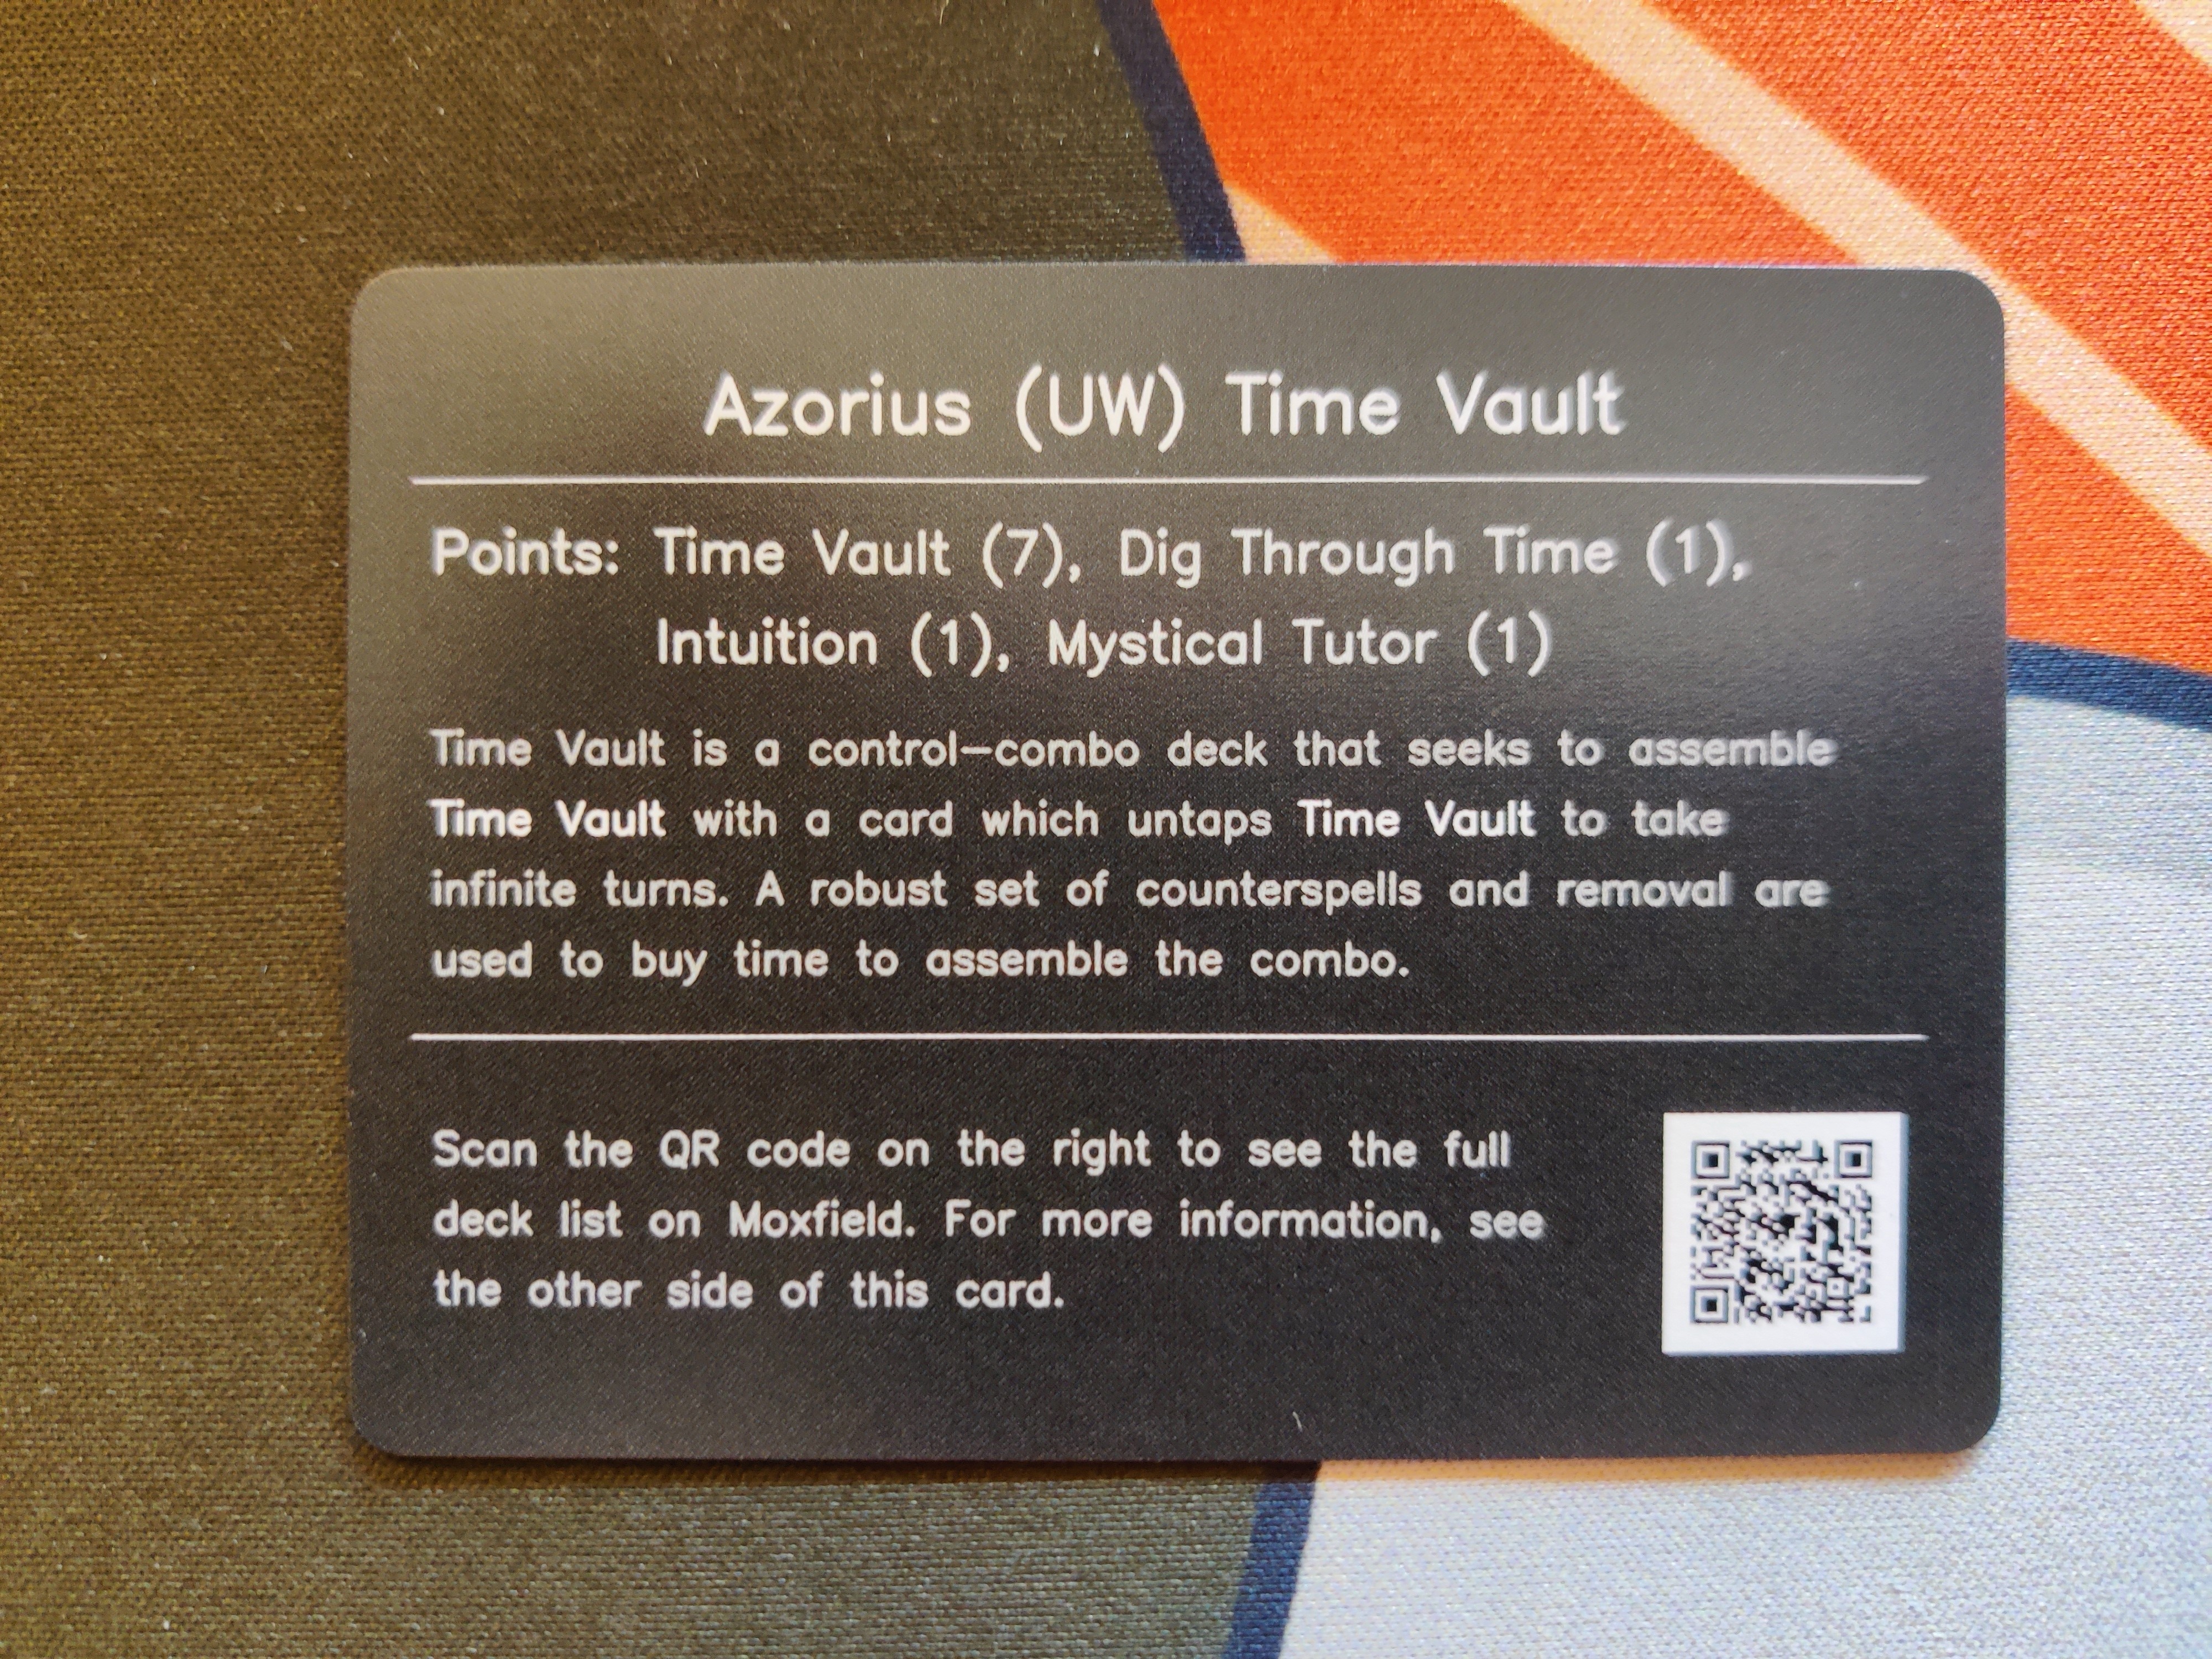 Azorius (UW) Time Vault
Points: Time Vault (7), Dig Through Time (1),
Intuition (1), Mystical Tutor (1)
Time Vault is a control-combo deck that seeks to assemble
Time Vault with a card which untaps Time Vault to take
infinite turns. A robust set of counterspells and removal are
used to buy time to assemble the combo.
Scan the QR code on the right to see the full
deck list on Moxfield. For more information, see
the other side of this card.